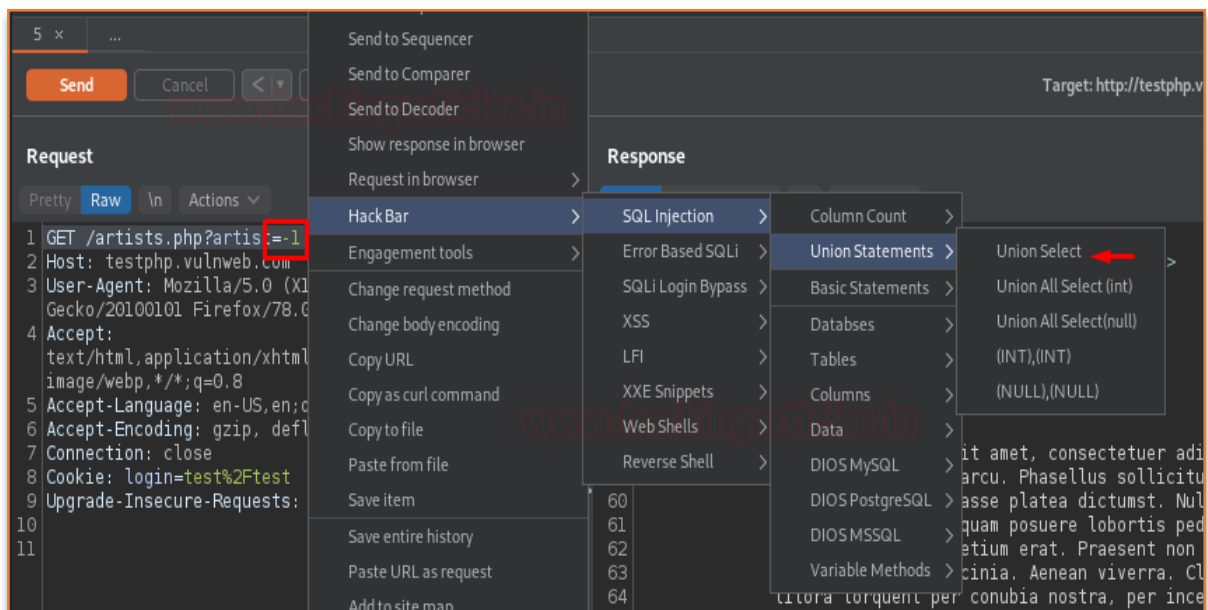 5 ×
...
Send
Cancel
<
Target: http://testphp.v
Request
Response
Pretty
Raw
\n
Actions
1 GET /artists.php?artist=-1
2 Host: testphp.vulnweb.com
3 User-Agent: Mozilla/5.0 (X1
Gecko/20100101 Firefox/78.0
4 Accept:
text/html,application/xhtml
image/webp,*/*;q=0.8
5 Accept-Language: en-US,en;q
6 Accept-Encoding: gzip, defl
7 Connection: close
8 Cookie: login=test%2Ftest
9 Upgrade-Insecure-Requests:
10
11
Send to Sequencer
Send to Comparer
Send to Decoder
Show response in browser
Request in browser >
Hack Bar >
Engagement tools >
Change request method
Change body encoding
Copy URL
Copy as curl command
Copy to file
Paste from file
Save item
Save entire history
Paste URL as request
Add to site map
SQL Injection >
Error Based SQLi >
SQLi Login Bypass >
XSS >
LFI >
XXE Snippets >
Web Shells >
Reverse Shell >
Column Count >
Union Statements >
Basic Statements >
Databses >
Tables >
Columns >
Data >
DIOS MySQL >
DIOS PostgreSQL >
DIOS MSSQL >
Variable Methods >
Union Select
Union All Select (int)
Union All Select(null)
(INT),(INT)
(NULL),(NULL)
>
it amet, consectetuer adi
arcu. Phasellus sollicitu
60 asse platea dictumst. Nul
61 quam posuere lobortis ped
62 etium erat. Praesent non
63 cinia. Aenean viverra. Cl
64 litora torquent per conubia nostra, per ince